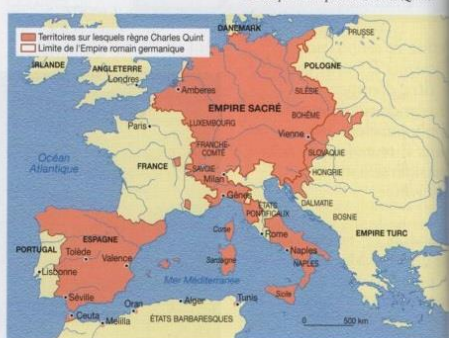 Territoires sur lesquels règne Charles Quint
Limite de l'Empire romain germanique
DANEMARK
PRUSSE
IRLANDE
ANGLETERRE
Londres
POLOGNE
Amberes
EMPIRE SACRÉ
SILÉSIE
BOHÊME
LUXEMBOURG
Paris
Vienne
FRANCHE-
COMTÉ
SLOVAQUIE
HONGRIE
Océan
Atlantique
FRANCE
SAVOIE
Milan
Gênes
DALMATIE
ÉTATS
PONTIFICAUX
BOSNIE
Corse
EMPIRE TURC
Rome
PORTUGAL
ESPAGNE
Tolède
Valence
Naples
NAPLES
Sardaigne
Lisbonne
Mer Méditerranée
Séville
Sicile
Oran
Alger
Tunis
Ceuta
Melilla
ÉTATS BARBARESQUES
0
500 km